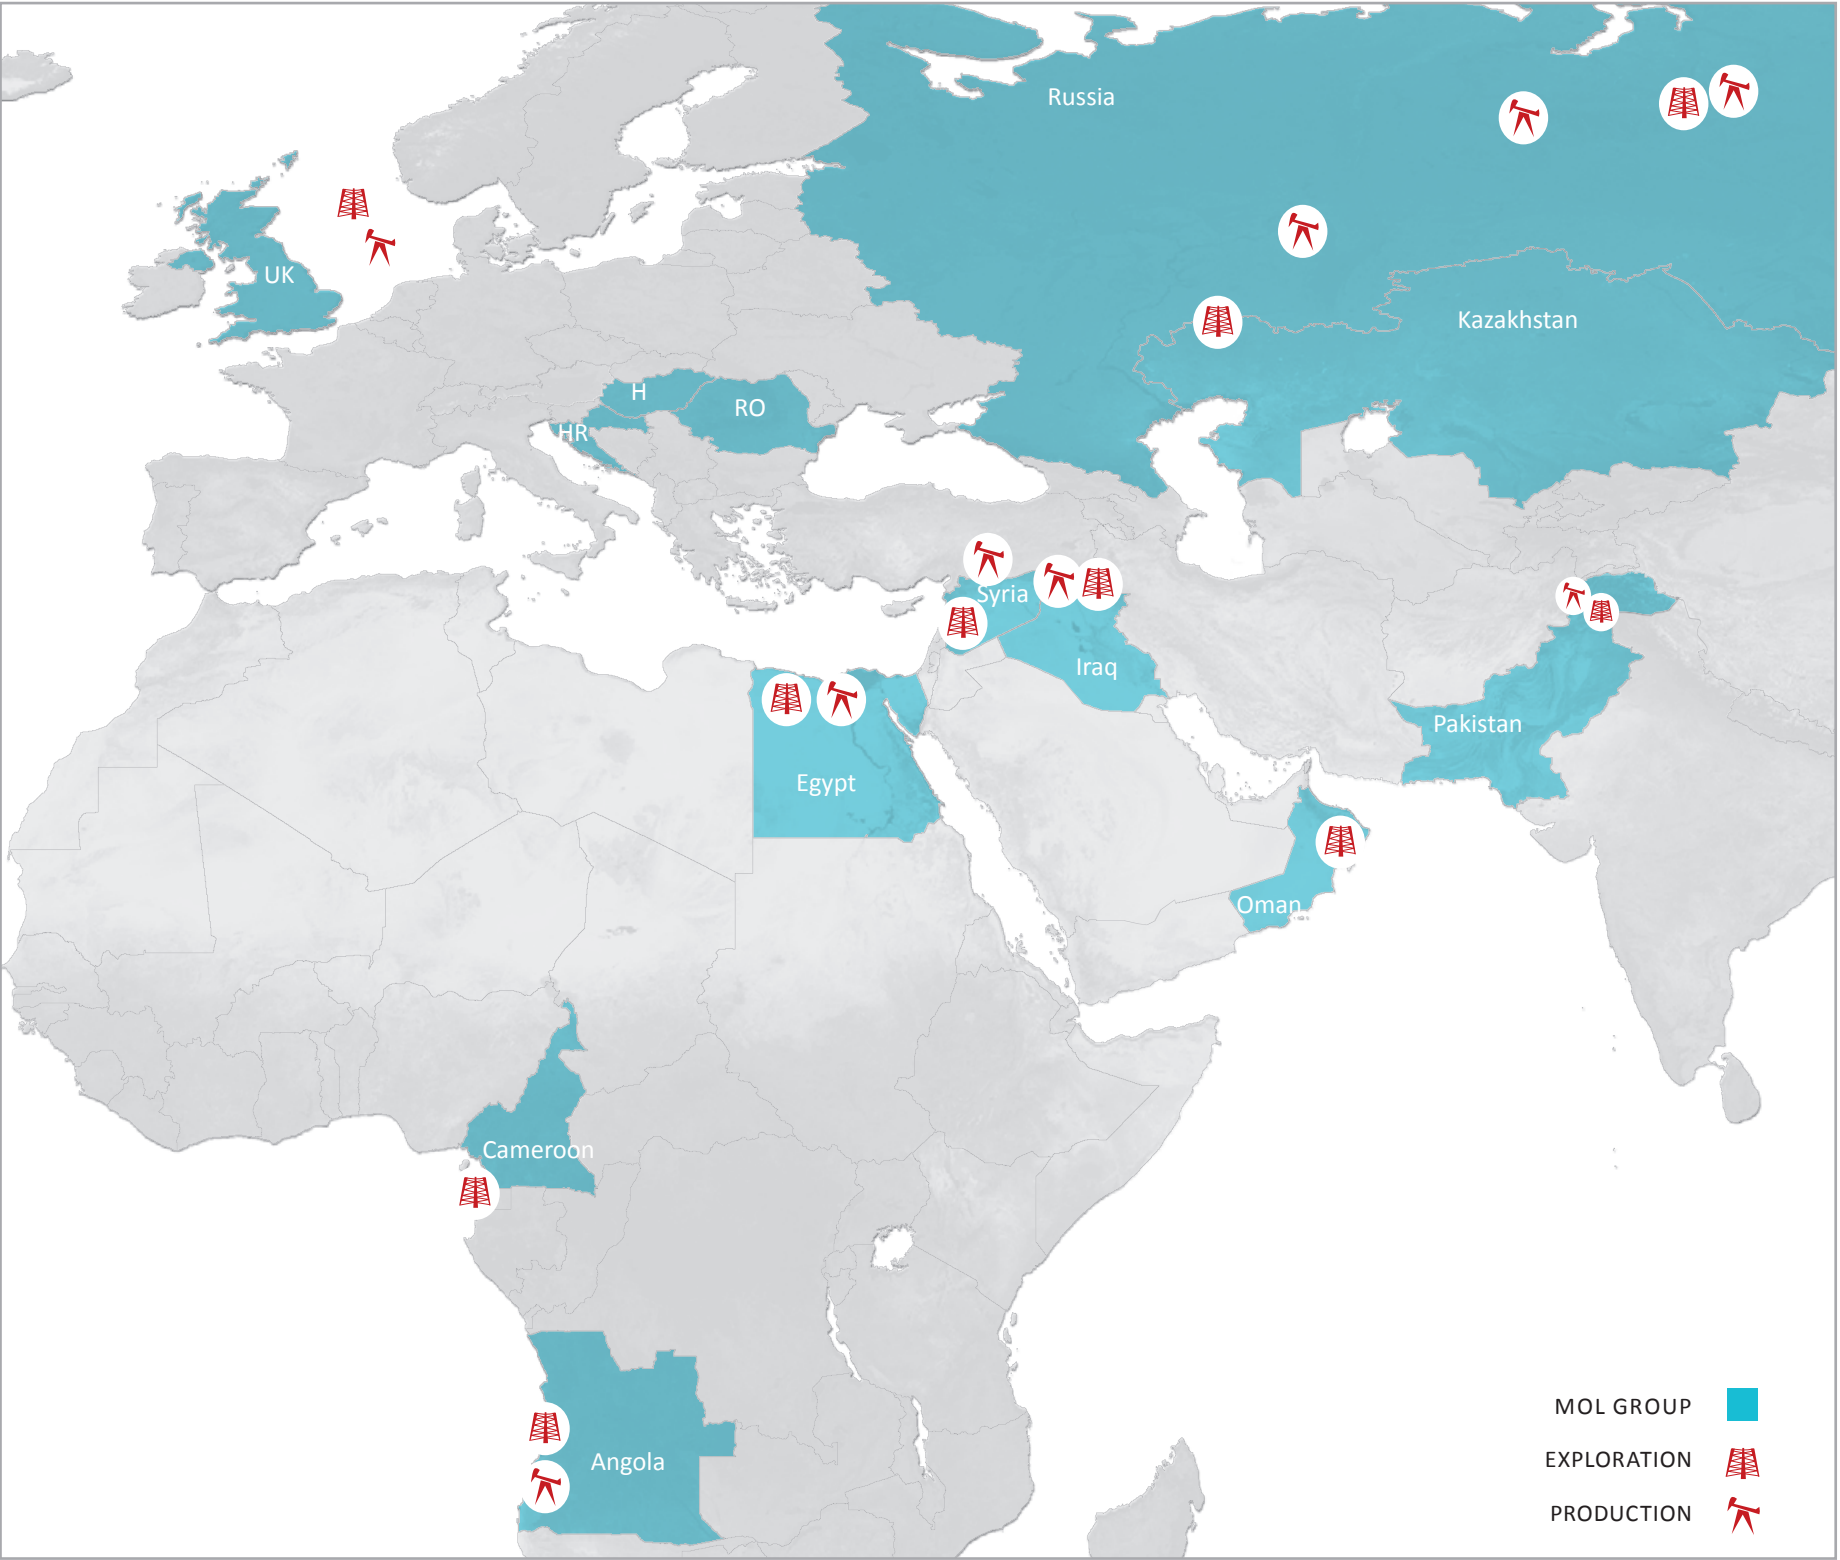 Russia
UK
Kazakhstan
H
RO
HR
Syria
Iraq
Pakistan
Egypt
Oman
Cameroon
Angola
MOL GROUP
EXPLORATION
PRODUCTION